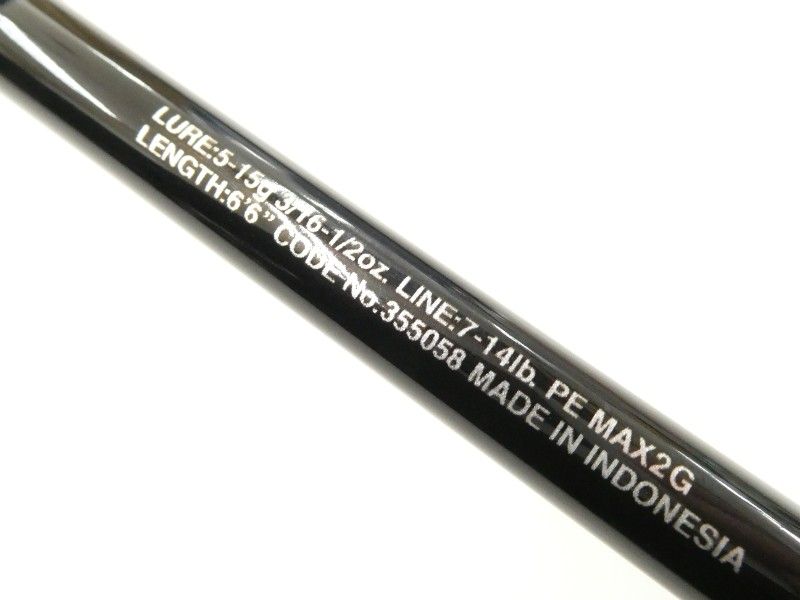 LURE:5-15g 3/16-1/2oz. LINE:7-14lb. PE MAX2G
LENGTH:6'6" CODE No.355058 MADE IN INDONESIA